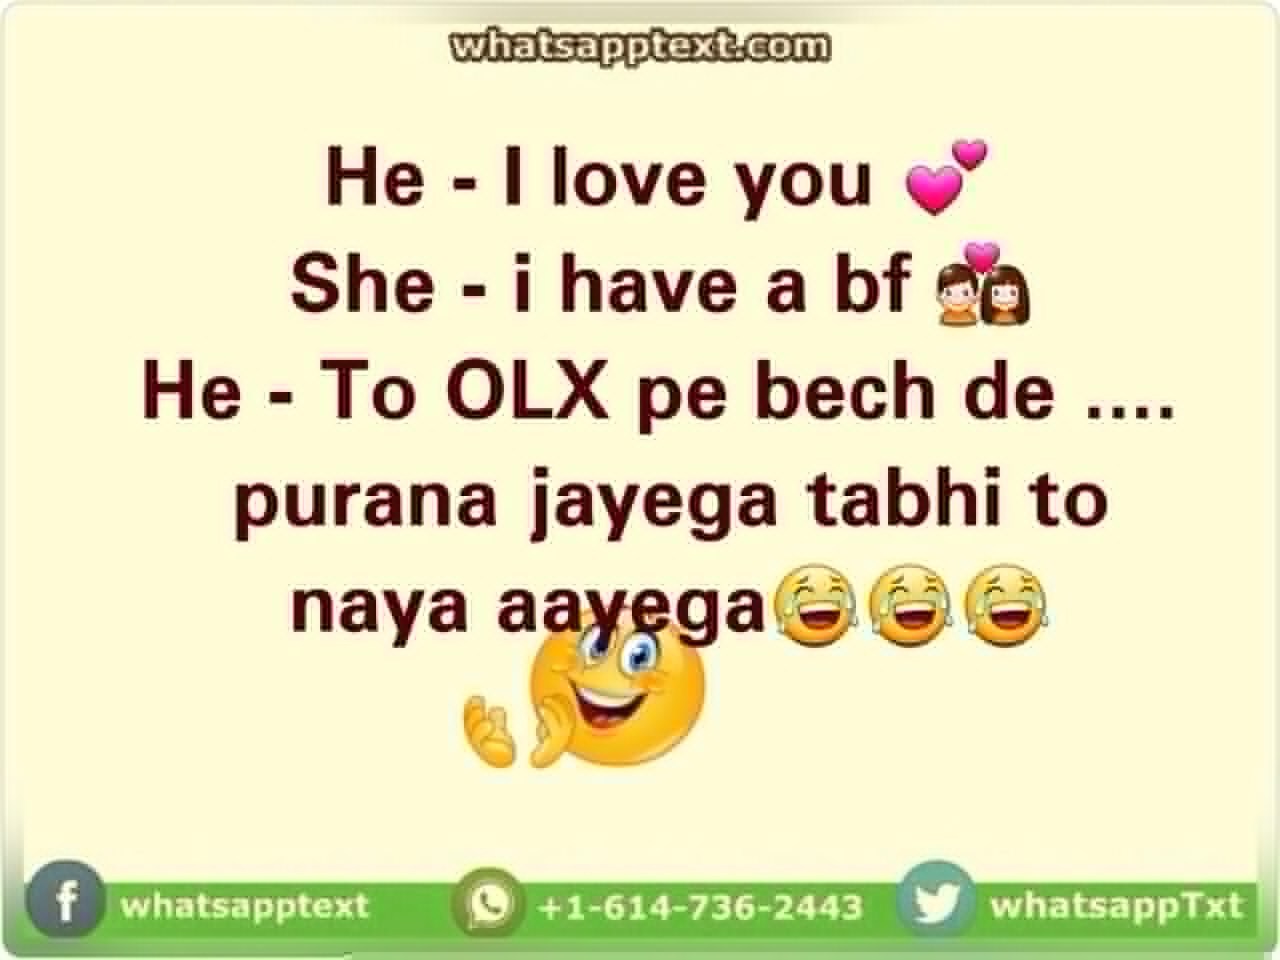 whatsapptext.com
He - I love you 💕
She - i have a bf 💑
He - To OLX pe bech de ....
purana jayega tabhi to
naya aayega😂😂😂
whatsapptext +1-614-736-2443 whatsappTxt